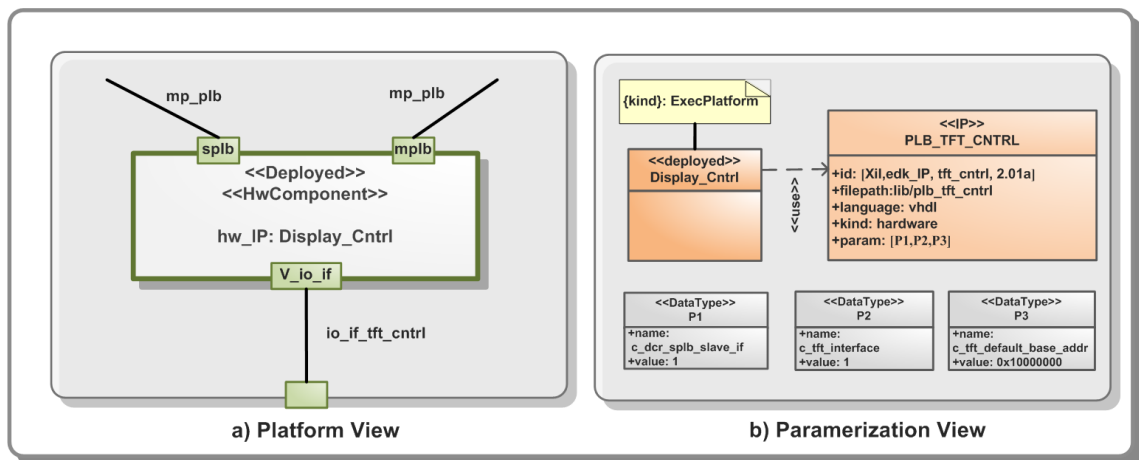 mp_plb
mp_plb
splb
mplb
<<Deployed>>
<<HwComponent>>
hw_IP: Display_Cntrl
V_io_if
io_if_tft_cntrl
a) Platform View
{kind}: ExecPlatform
<<deployed>>
Display_Cntrl
<<use>>
<<IP>>
PLB_TFT_CNTRL
+id: [Xil,edk_IP, tft_cntrl, 2.01a]
+filepath:lib/plb_tft_cntrl
+language: vhdl
+kind: hardware
+param: [P1,P2,P3]
<<DataType>>
P1
+name:
c_dcr_splb_slave_if
+value: 1
<<DataType>>
P2
+name:
c_tft_interface
+value: 1
<<DataType>>
P3
+name:
c_tft_default_base_addr
+value: 0x10000000
b) Paramerization View